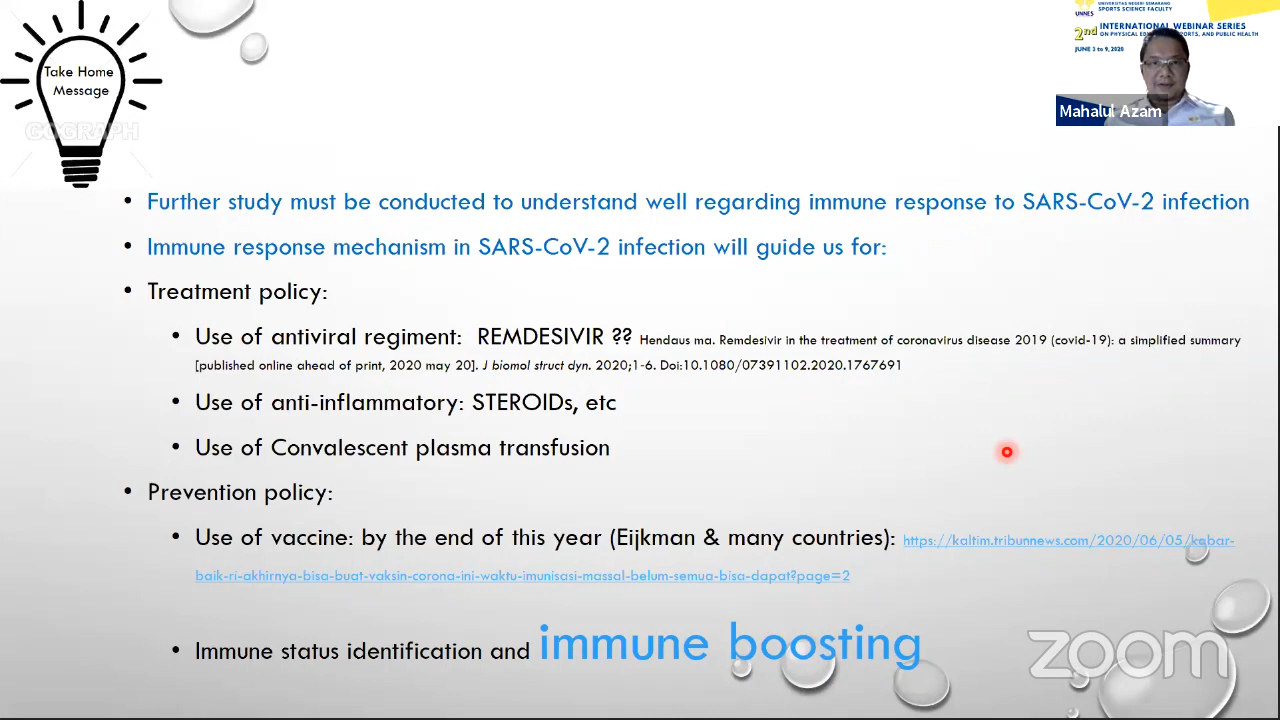 Take Home
Message
GOGRAPH
UNNES
UNIVERSITAS NEGERI SEMARANG
SPORTS SCIENCE FACULTY
2nd INTERNATIONAL WEBINAR SERIES
ON PHYSICAL PORTS, AND PUBLIC HEALTH
JUNE 3 to 9, 2020
Mahalul Azam
• Further study must be conducted to understand well regarding immune response to SARS-CoV-2 infection
• Immune response mechanism in SARS-CoV-2 infection will guide us for:
• Treatment policy:
• Use of antiviral regiment: REMDESIVIR ?? Hendaus ma. Remdesivir in the treatment of coronavirus disease 2019 (covid-19): a simplified summary
[published online ahead of print, 2020 may 20]. J biomol struct dyn. 2020;1-6. Doi:10.1080/07391102.2020.1767691
• Use of anti-inflammatory: STEROIDs, etc
• Use of Convalescent plasma transfusion
• Prevention policy:
• Use of vaccine: by the end of this year (Eijkman & many countries): https://kaltim.tribunnews.com/2020/06/05/kabar-
baik-ri-akhirnya-bisa-buat-vaksin-corona-ini-waktu-imunisasi-massal-belum-semua-bisa-dapat?page=2
• Immune status identification and immune boosting
zoom